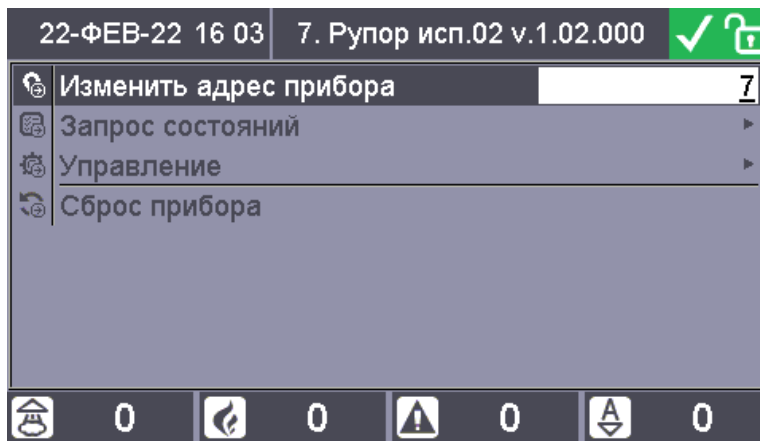 22-ФЕВ-22 16 03 7. Рупор исп.02 v.1.02.000
Изменить адрес прибора 7
Запрос состояний
Управление
Сброс прибора
0 0 0 A 0